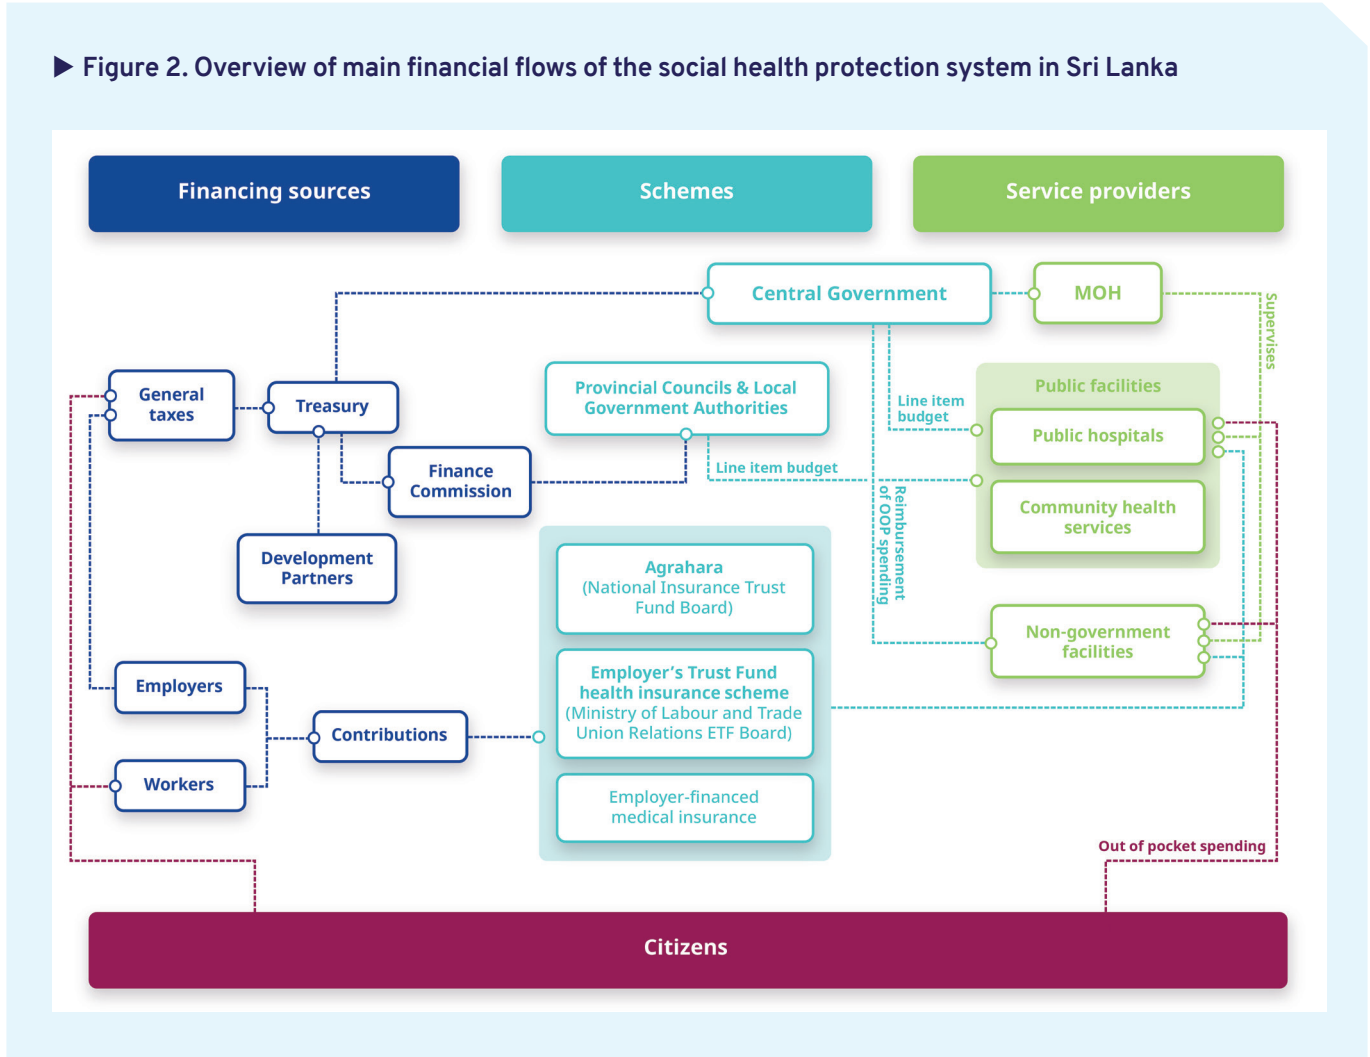 ▶ Figure 2. Overview of main financial flows of the social health protection system in Sri Lanka
Financing sources
Schemes
Service providers
Central Government
MOH
Supervises
General
taxes
Treasury
Provincial Councils & Local
Government Authorities
Line item
budget
Public facilities
Public hospitals
Finance
Commission
Line item budget
Reimbursement
of OOP spending
Community health
services
Development
Partners
Agrahara
(National Insurance Trust
Fund Board)
Non-government
facilities
Employers
Employer’s Trust Fund
health insurance scheme
(Ministry of Labour and Trade
Union Relations ETF Board)
Contributions
Workers
Employer-financed
medical insurance
Out of pocket spending
Citizens